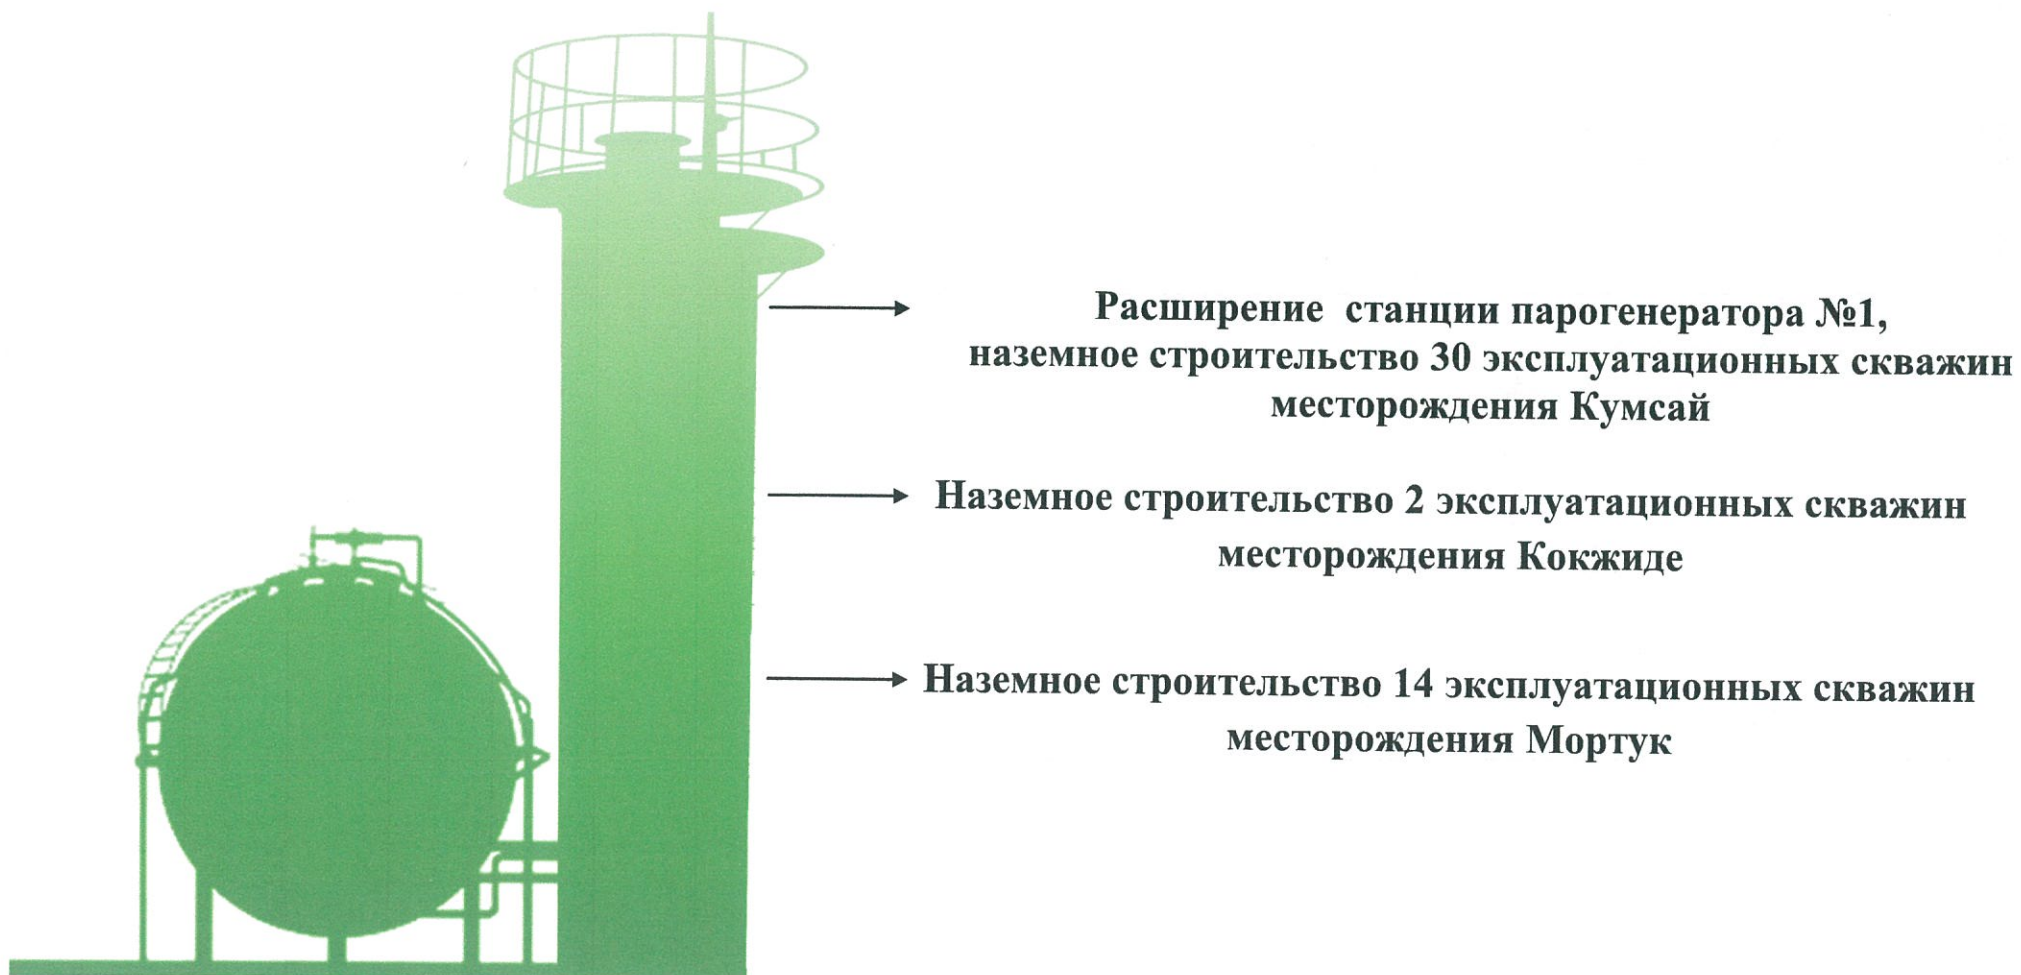 Расширение станции парогенератора №1,
наземное строительство 30 эксплуатационных скважин
месторождения Кумсай
Наземное строительство 2 эксплуатационных скважин
месторождения Кокжиде
Наземное строительство 14 эксплуатационных скважин
месторождения Мортук